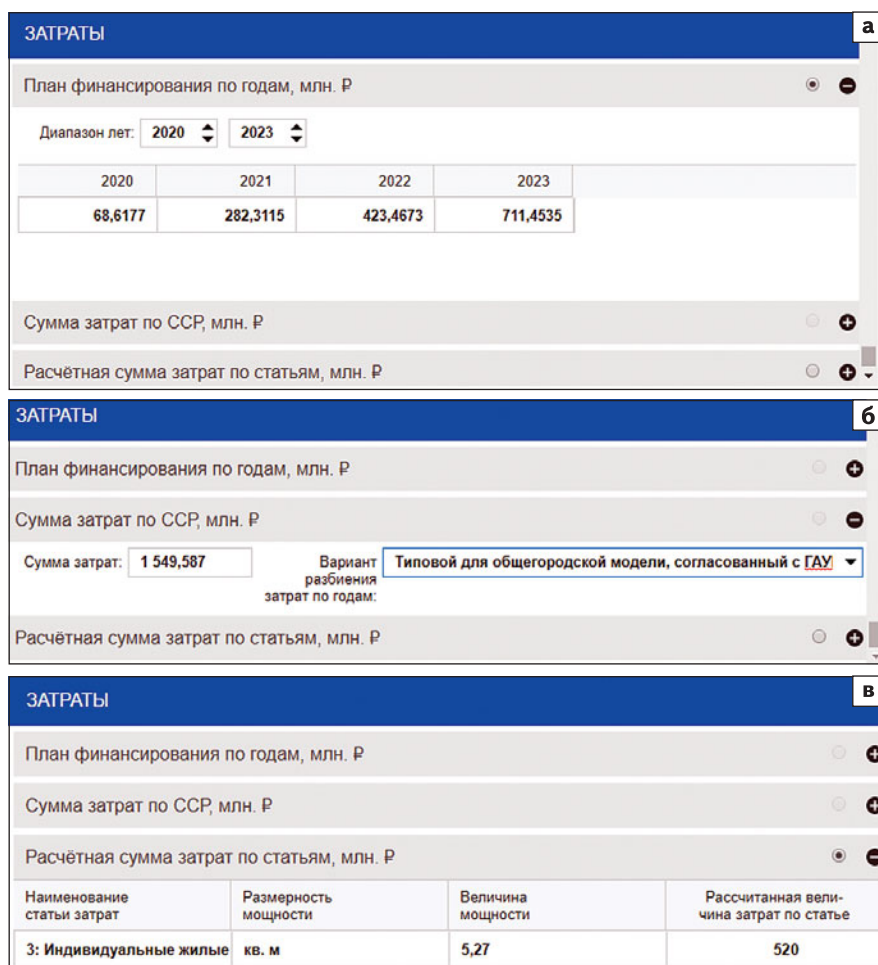 а
ЗАТРАТЫ
План финансирования по годам, млн. ₽
Диапазон лет: 2020 2023
2020 2021 2022 2023
68,6177 282,3115 423,4673 711,4535
Сумма затрат по ССР, млн. ₽
Расчётная сумма затрат по статьям, млн. ₽
б
ЗАТРАТЫ
План финансирования по годам, млн. ₽
Сумма затрат по ССР, млн. ₽
Сумма затрат: 1 549,587 Вариант Типовой для общегородской модели, согласованный с ГАУ
разбиения
затрат по годам:
Расчётная сумма затрат по статьям, млн. ₽
в
ЗАТРАТЫ
План финансирования по годам, млн. ₽
Сумма затрат по ССР, млн. ₽
Расчётная сумма затрат по статьям, млн. ₽
Наименование Размерность Величина Рассчитанная вели-
статьи затрат мощности мощности чина затрат по статье
3: Индивидуальные жилые кв. м 5,27 520